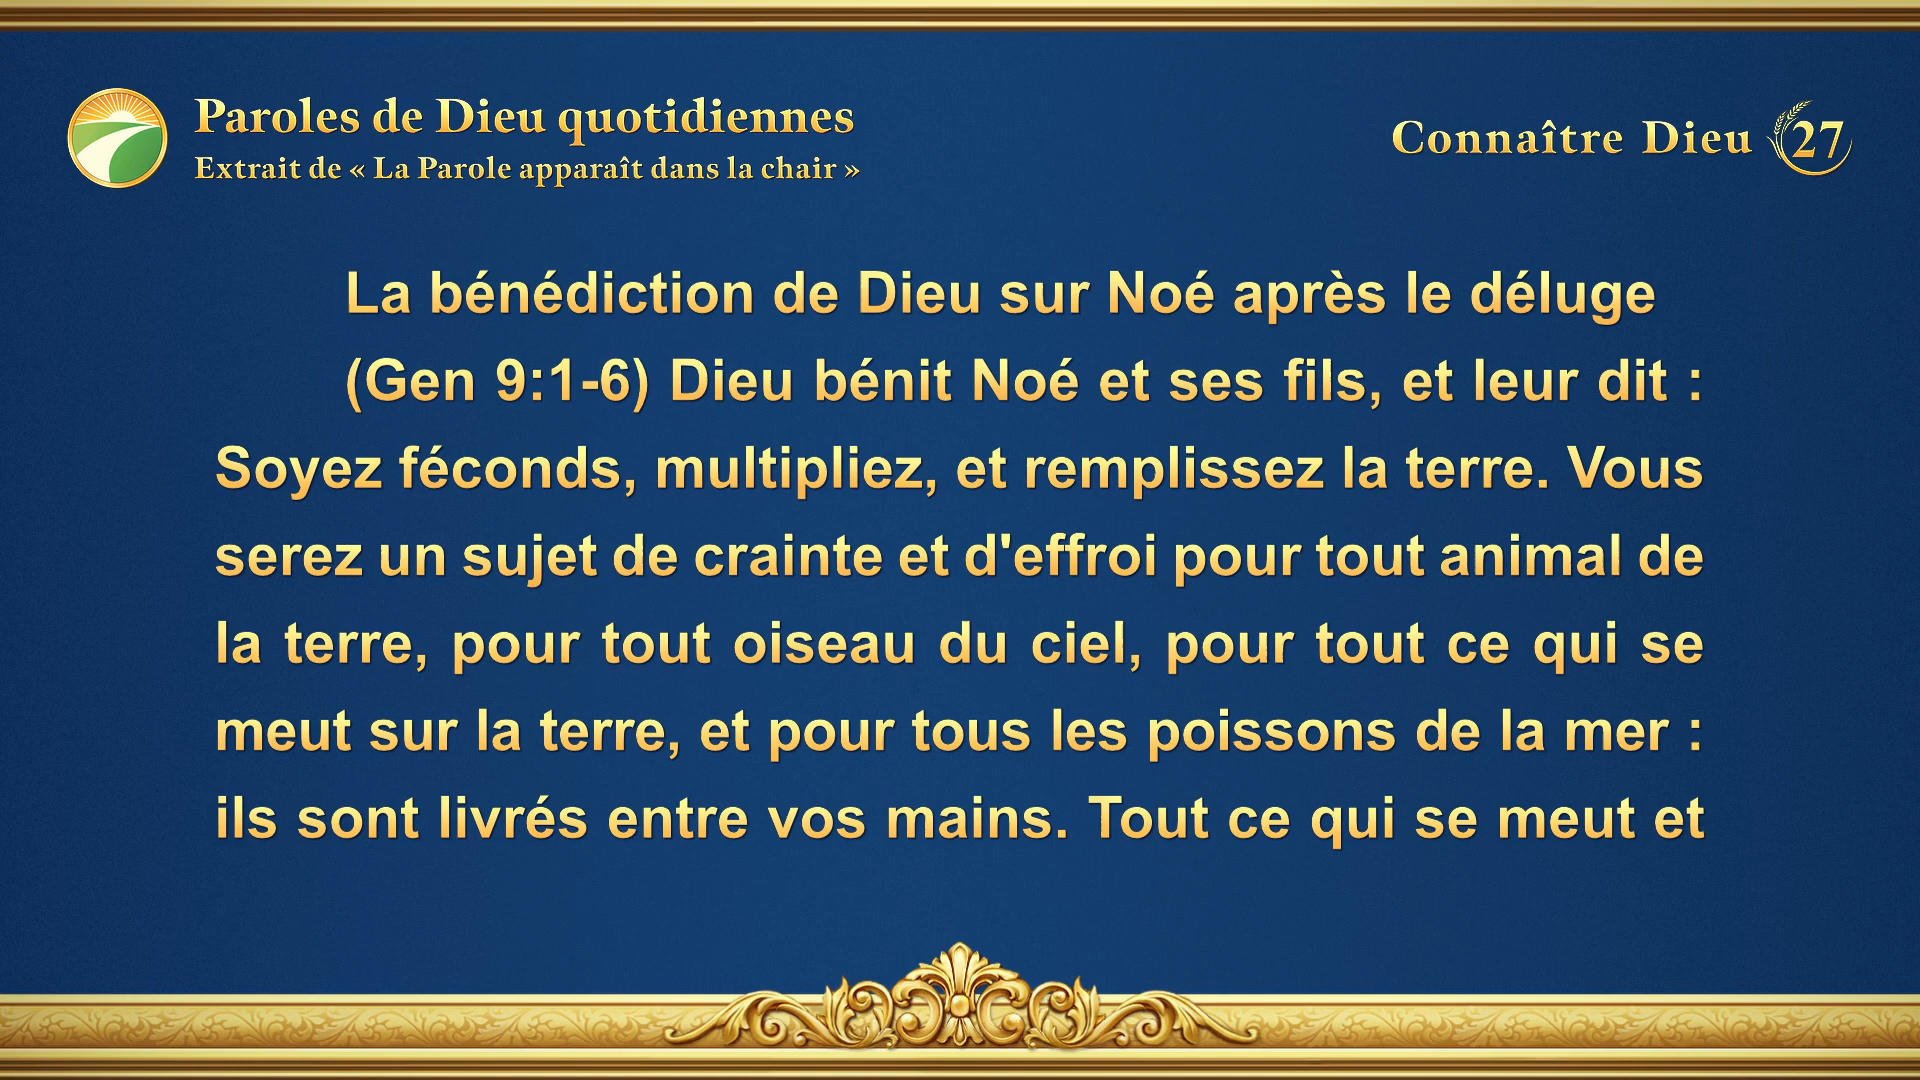 Paroles de Dieu quotidiennes
Extrait de « La Parole apparaît dans la chair »
Connaître Dieu 27
La bénédiction de Dieu sur Noé après le déluge
(Gen 9:1-6) Dieu bénit Noé et ses fils, et leur dit :
Soyez féconds, multipliez, et remplissez la terre. Vous
serez un sujet de crainte et d'effroi pour tout animal de
la terre, pour tout oiseau du ciel, pour tout ce qui se
meut sur la terre, et pour tous les poissons de la mer :
ils sont livrés entre vos mains. Tout ce qui se meut et